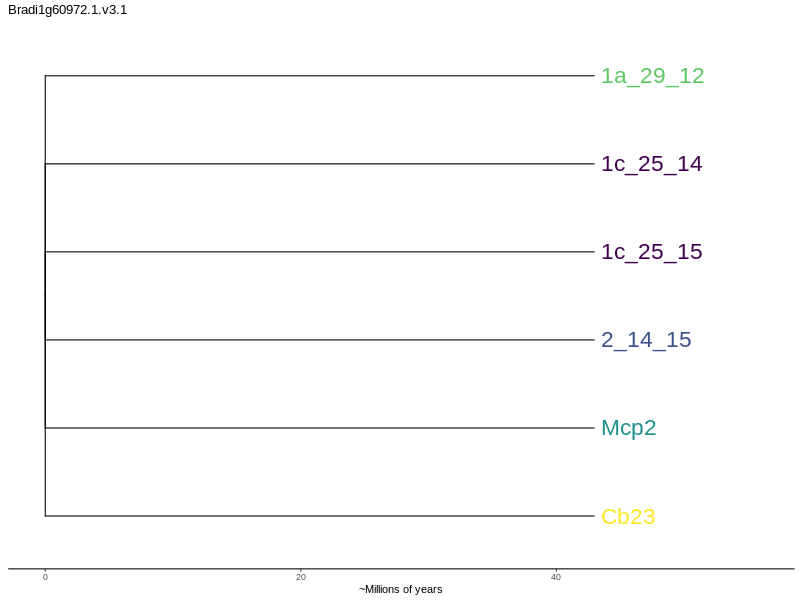 Bradi1g60972.1.v3.1
1a_29_12
1c_25_14
1c_25_15
2_14_15
Mcp2
Cb23
0 20 40
~Millions of years